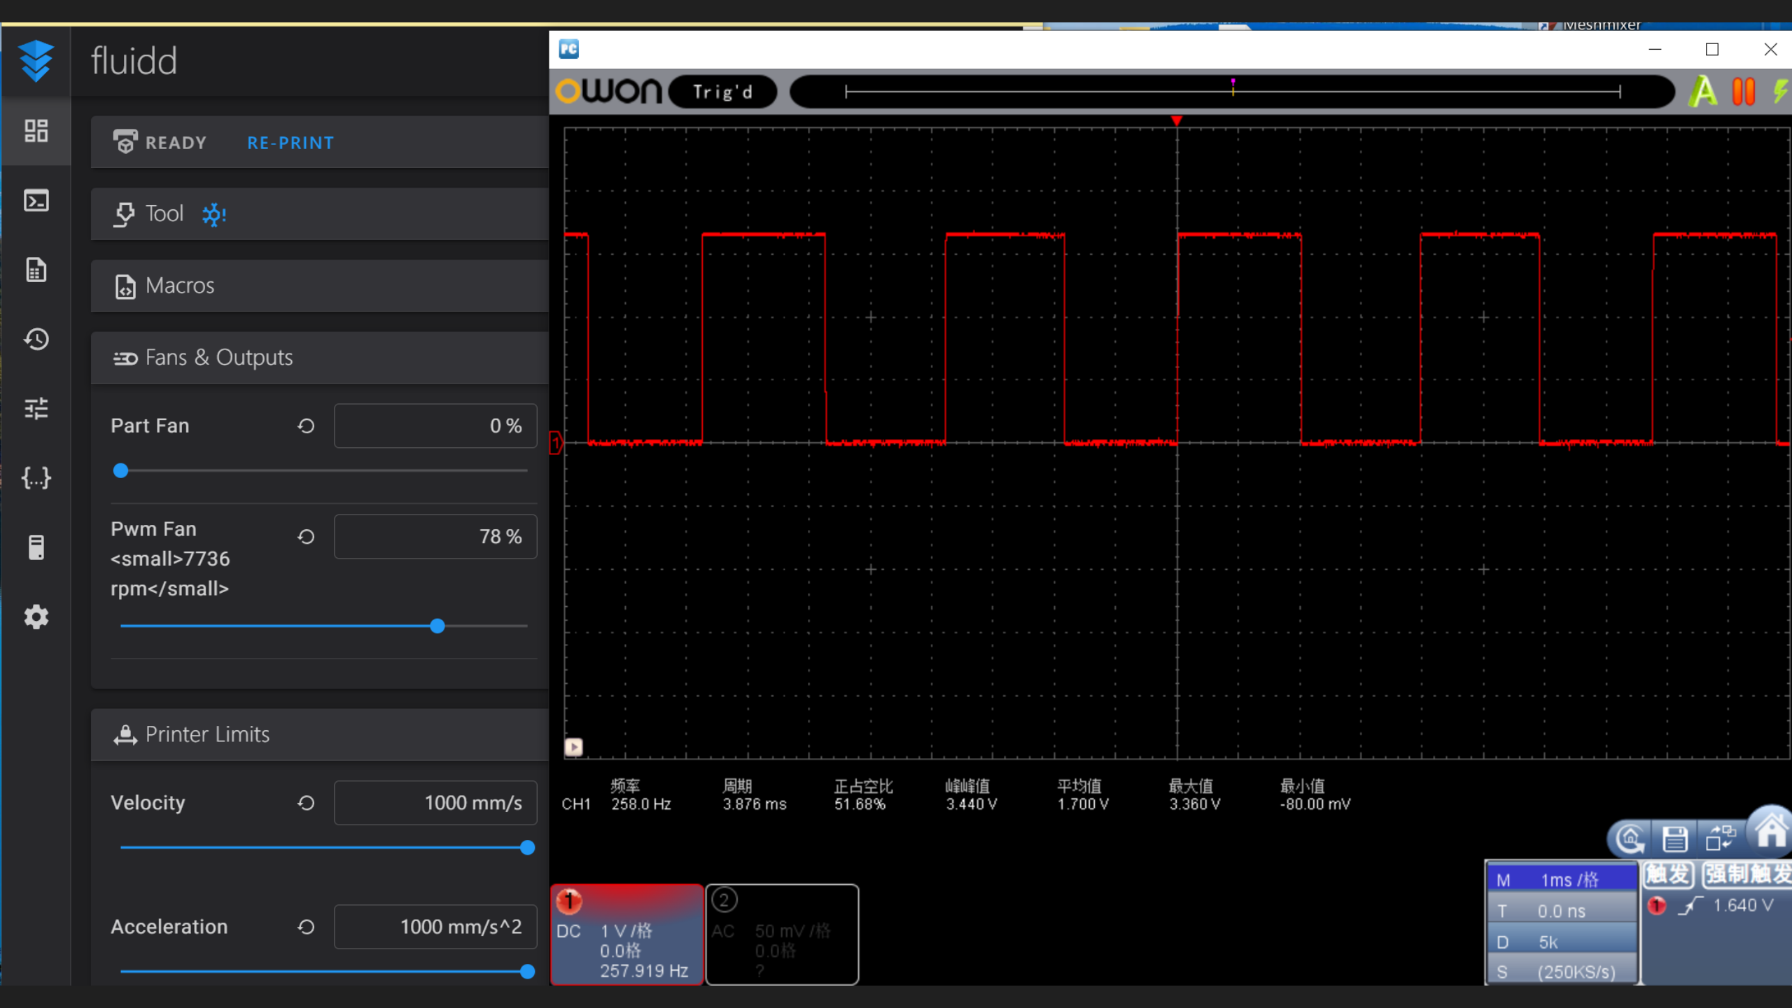 Meshmixer
fluidd
READY
RE-PRINT
Tool
Macros
Fans & Outputs
Part Fan
0 %
Pwm Fan
<small>7736
rpm</small>
78 %
Printer Limits
Velocity
1000 mm/s
Acceleration
1000 mm/s^2
PC
OWON
Trig'd
A
1
频率 周期 正占空比 峰峰值 平均值 最大值 最小值
CH1 258.0 Hz 3.876 ms 51.68% 3.440 V 1.700 V 3.360 V -80.00 mV
1
DC 1 V /格
0.0格
257.919 Hz
2
AC 50 mV /格
0.0格
?
M 1ms /格
T 0.0 ns
D 5k
S (250KS/s)
触发
强制触发
1 1.640 V